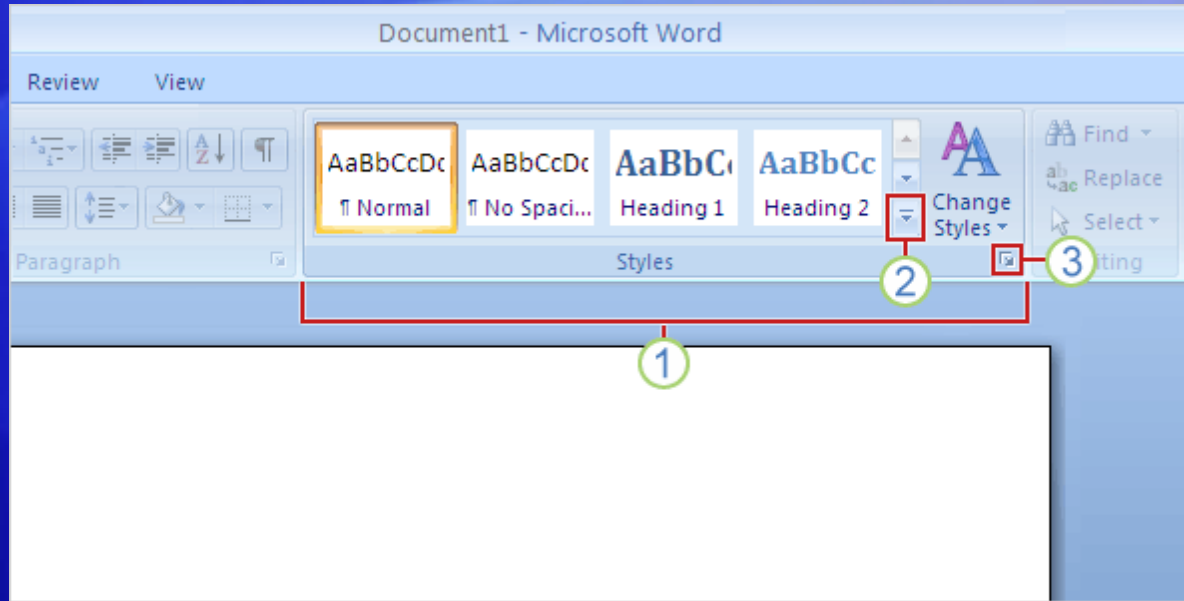 Document1 - Microsoft Word
Review View
AaBbCcDc AaBbCcDc AaBbC AaBbCc
¶ Normal ¶ No Spaci... Heading 1 Heading 2
Change
Styles
Find
Replace
Select
Paragraph Styles iting
1
2
3